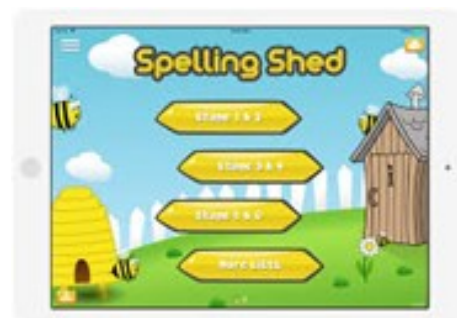 Spelling Shed
Stage 1 & 2
Stage 3 & 4
Stage 5 & 6
More Lists